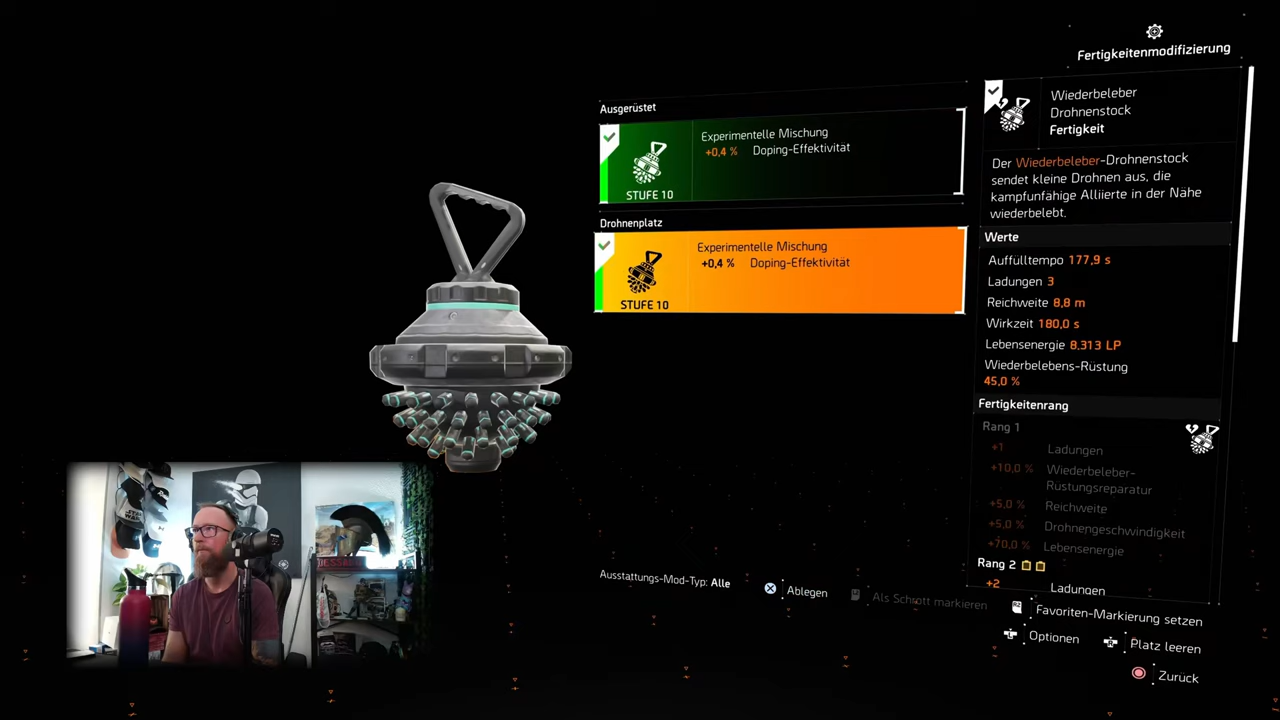 Fertigkeitenmodifizierung
Ausgerüstet
Experimentelle Mischung
+0,4 % Doping-Effektivität
STUFE 10
Drohnenplatz
Experimentelle Mischung
+0,4 % Doping-Effektivität
STUFE 10
Wiederbeleber
Drohnenstock
Fertigkeit
Der Wiederbeleber-Drohnenstock
sendet kleine Drohnen aus, die
kampfunfähige Alliierte in der Nähe
wiederbelebt.
Werte
Auffülltempo 177,9 s
Ladungen 3
Reichweite 8,8 m
Wirkzeit 180,0 s
Lebensenergie 8.313 LP
Wiederbelebens-Rüstung
45,0 %
Fertigkeitenrang
Rang 1
+1 Ladungen
+10,0 % Wiederbeleber-
Rüstungsreparatur
+5,0 % Reichweite
+5,0 % Drohnengeschwindigkeit
+70,0 % Lebensenergie
Rang 2
+2 Ladungen
Ausstattungs-Mod-Typ: Alle
Ablegen
Als Schrott markieren
R2 Favoriten-Markierung setzen
Optionen
Platz leeren
Zurück
STAR WARS